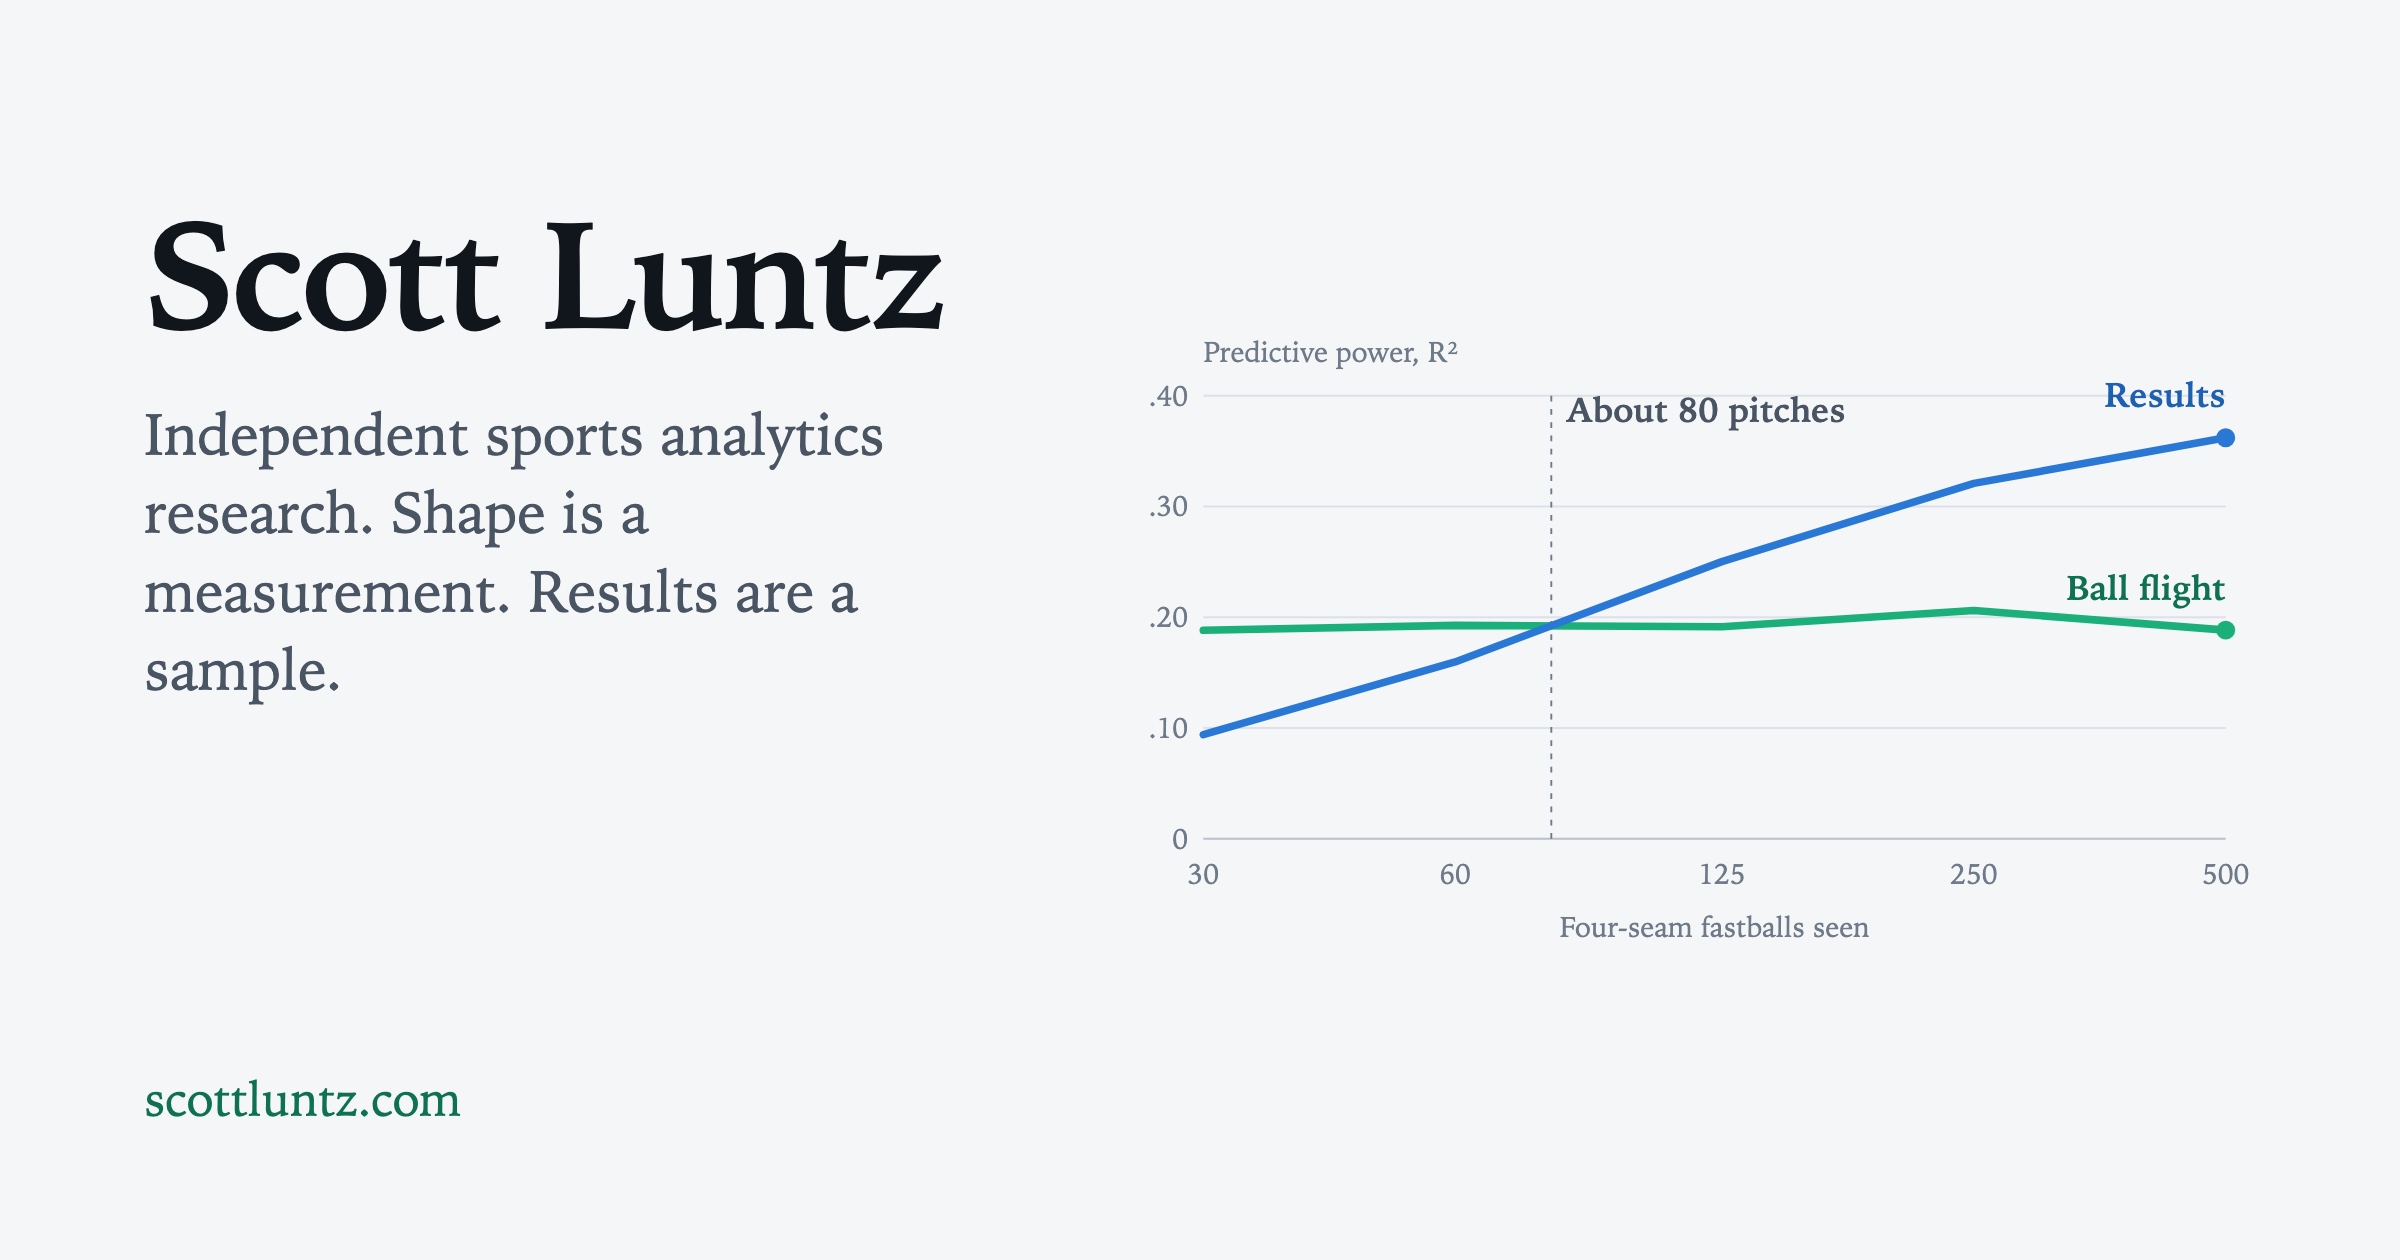 Scott Luntz
Independent sports analytics
research. Shape is a
measurement. Results are a
sample.
scottluntz.com
Predictive power, R²
.40
.30
.20
.10
0
About 80 pitches
Results
Ball flight
30 60 125 250 500
Four-seam fastballs seen